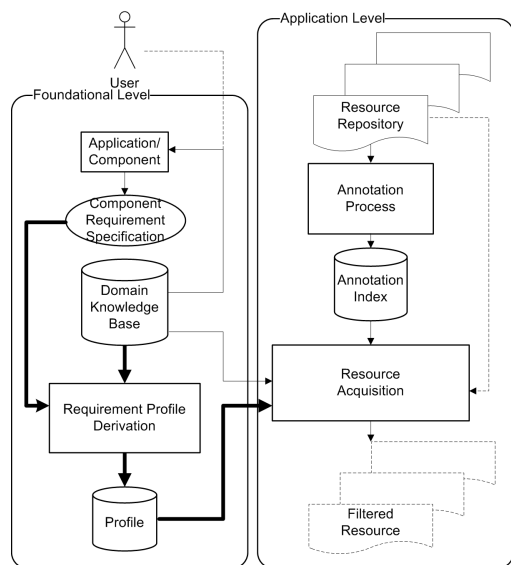 User
Foundational Level
Application/
Component
Component
Requirement
Specification
Domain
Knowledge
Base
Requirement Profile
Derivation
Profile
Application Level
Resource
Repository
Annotation
Process
Annotation
Index
Resource
Acquisition
Filtered
Resource